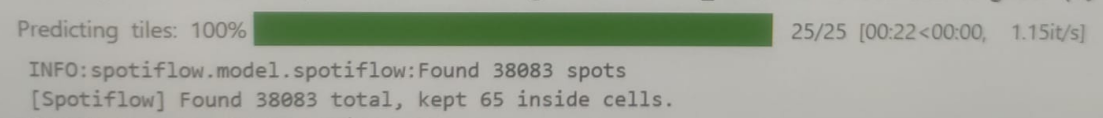 Predicting tiles: 100% 25/25 [00:22<00:00, 1.15it/s]
INFO:spotiflow.model.spotiflow:Found 38083 spots
[Spotiflow] Found 38083 total, kept 65 inside cells.